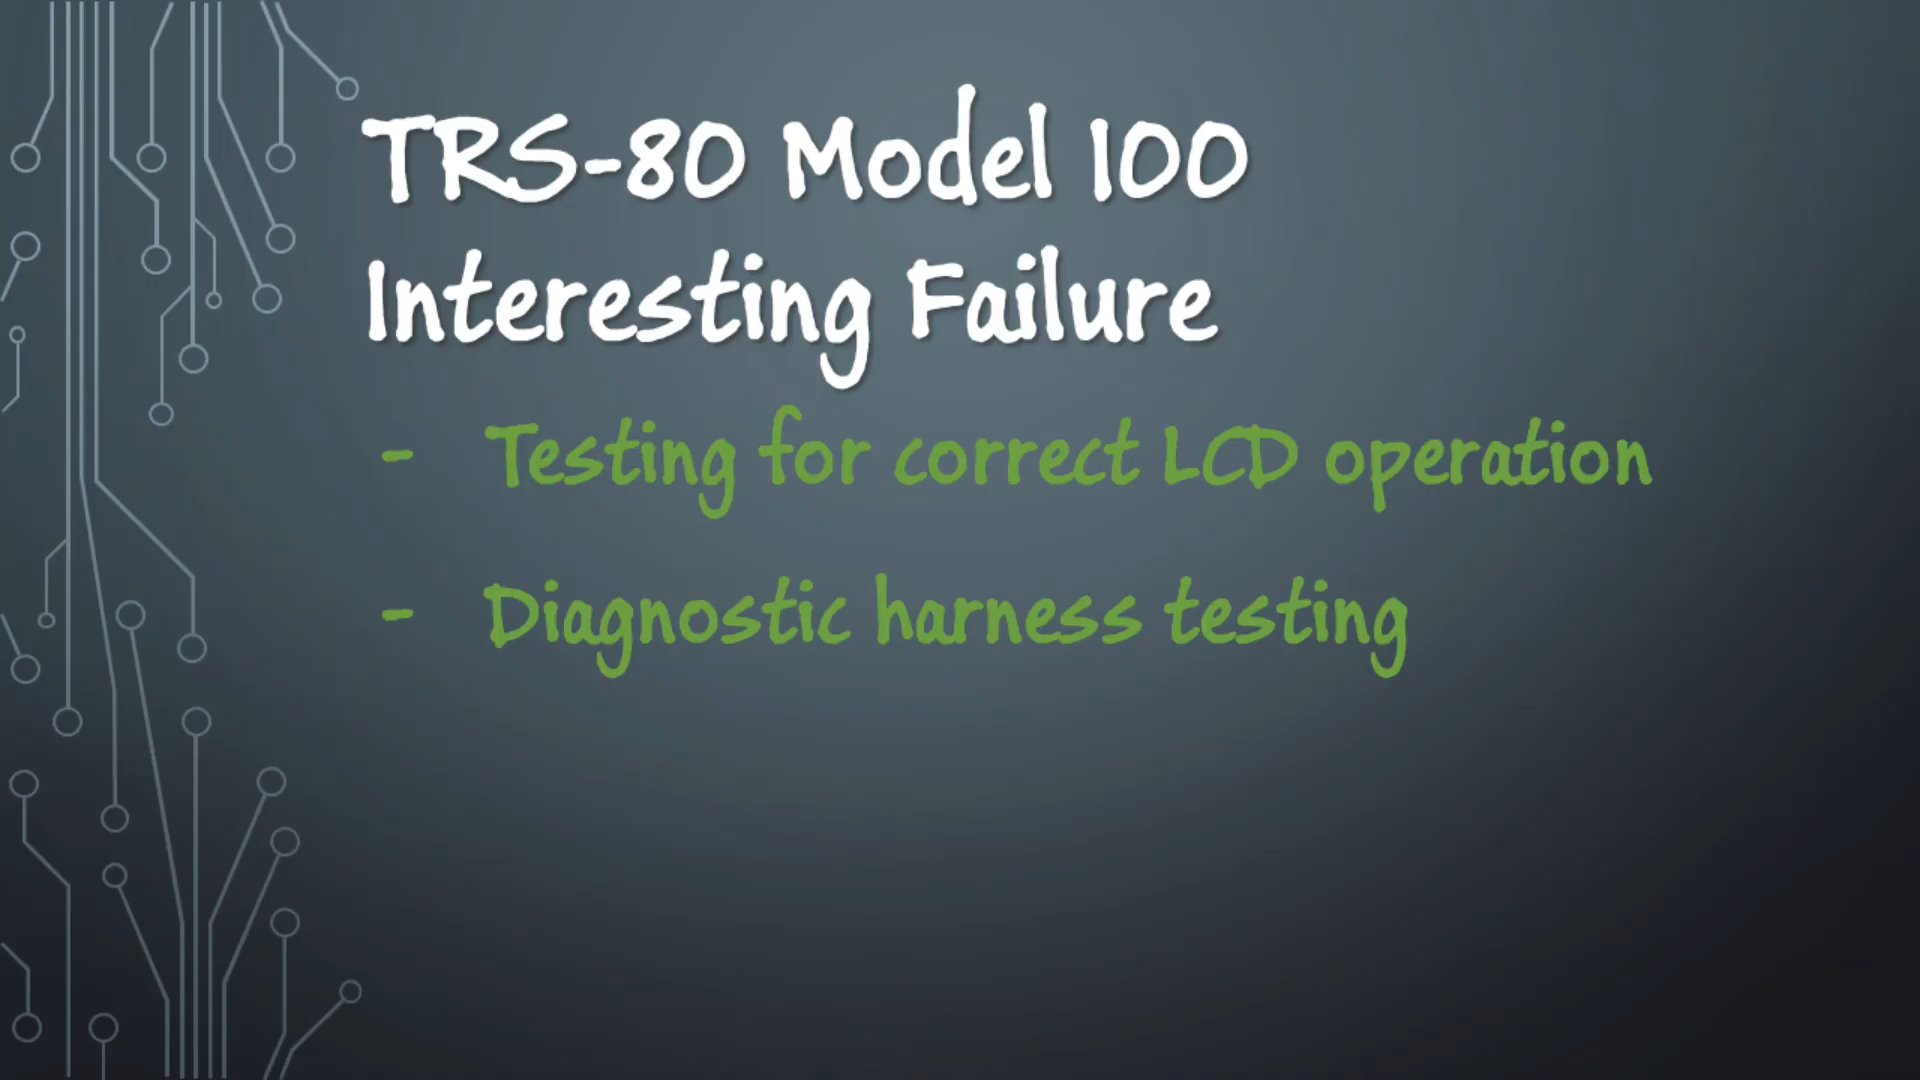 TRS-80 Model 100
Interesting Failure
- Testing for correct LCD operation
- Diagnostic harness testing